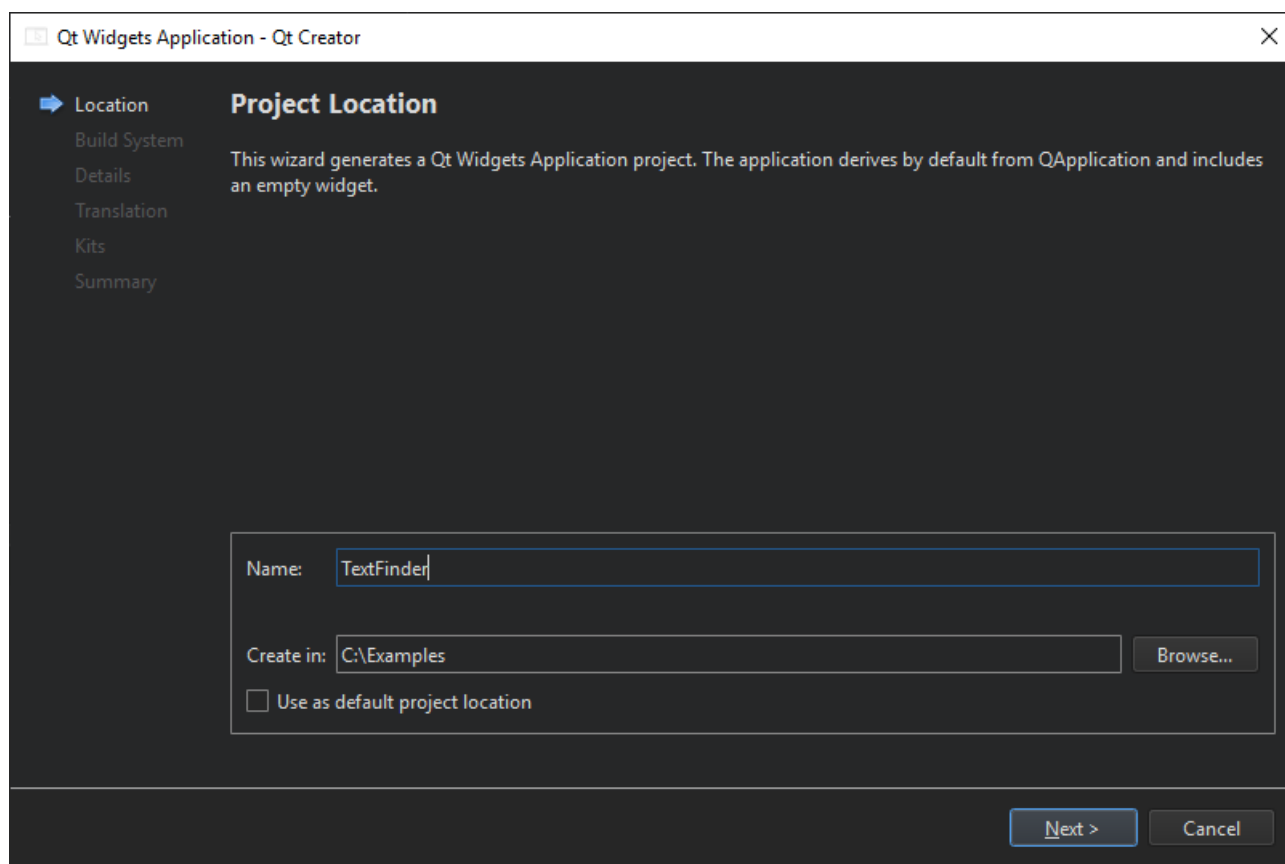 Qt Widgets Application - Qt Creator
Location
Build System
Details
Translation
Kits
Summary
Project Location
This wizard generates a Qt Widgets Application project. The application derives by default from QApplication and includes
an empty widget.
Name: TextFinder
Create in: C:\Examples Browse...
Use as default project location
Next > Cancel